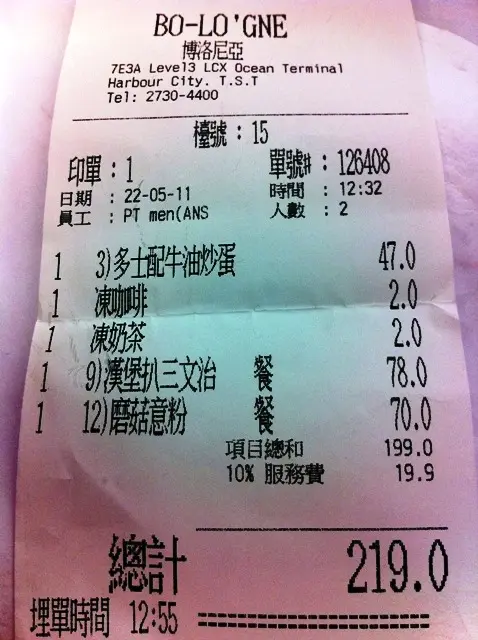 BO-LO'GNE
博洛尼亞
7E3A Level3 LCX Ocean Terminal
Harbour City. T.S.T
Tel: 2730-4400
檯號 : 15
印單 : 1 單號#: 126408
日期 : 22-05-11 時間 : 12:32
員工 : PT men(ANS 人數 : 2
1 3)多士配牛油炒蛋 47.0
1 凍咖啡 2.0
1 凍奶茶 2.0
1 9)漢堡扒三文治 餐 78.0
1 12)磨菇意粉 餐 70.0
項目總和 199.0
10% 服務費 19.9
總計 219.0
埋單時間 12:55 ==================